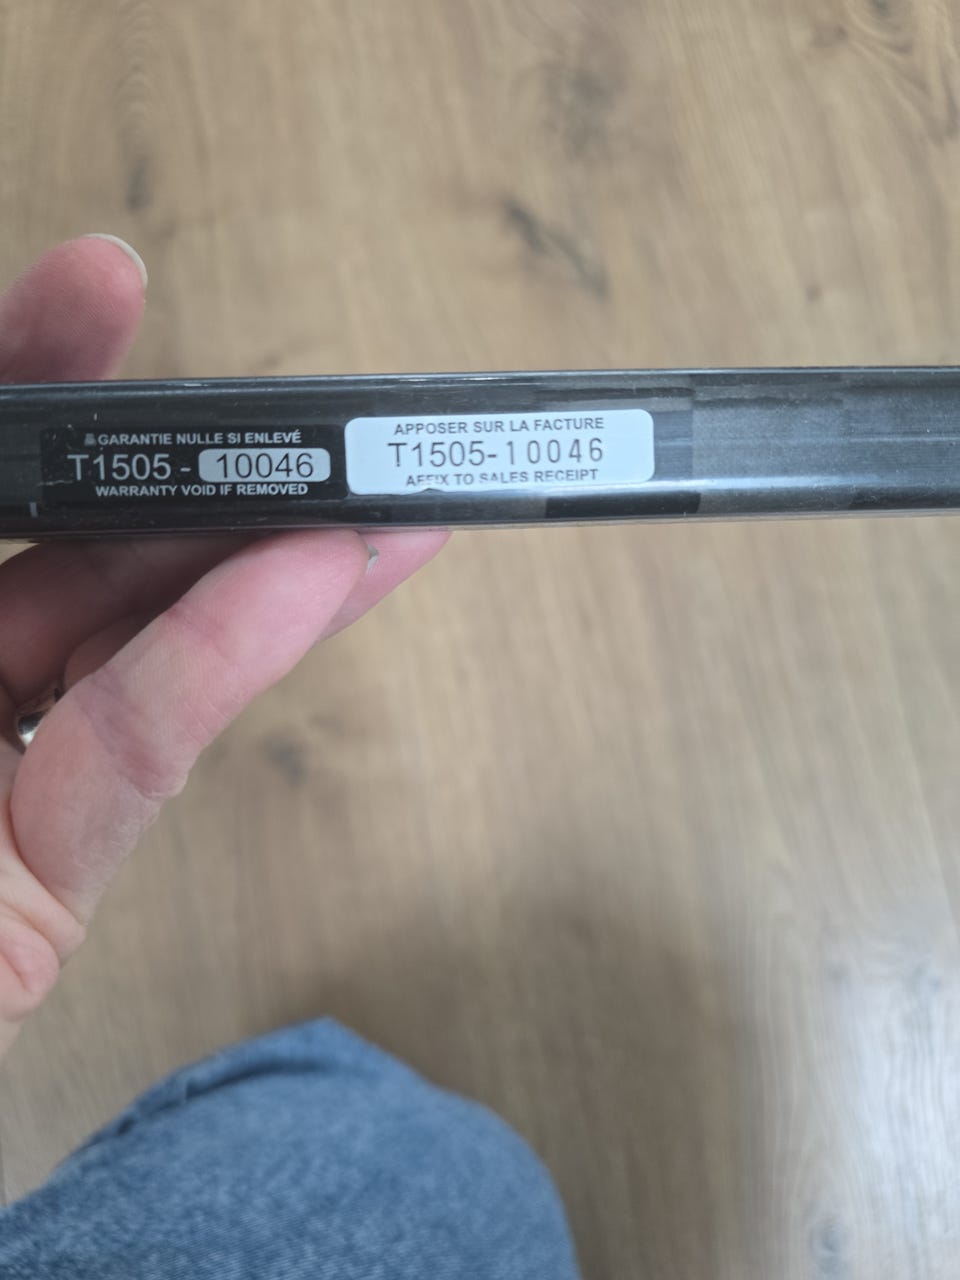 GARANTIE NULLE SI ENLEVÉ
T1505 - 10046
WARRANTY VOID IF REMOVED
APPOSER SUR LA FACTURE
T1505-10046
AFFIX TO SALES RECEIPT